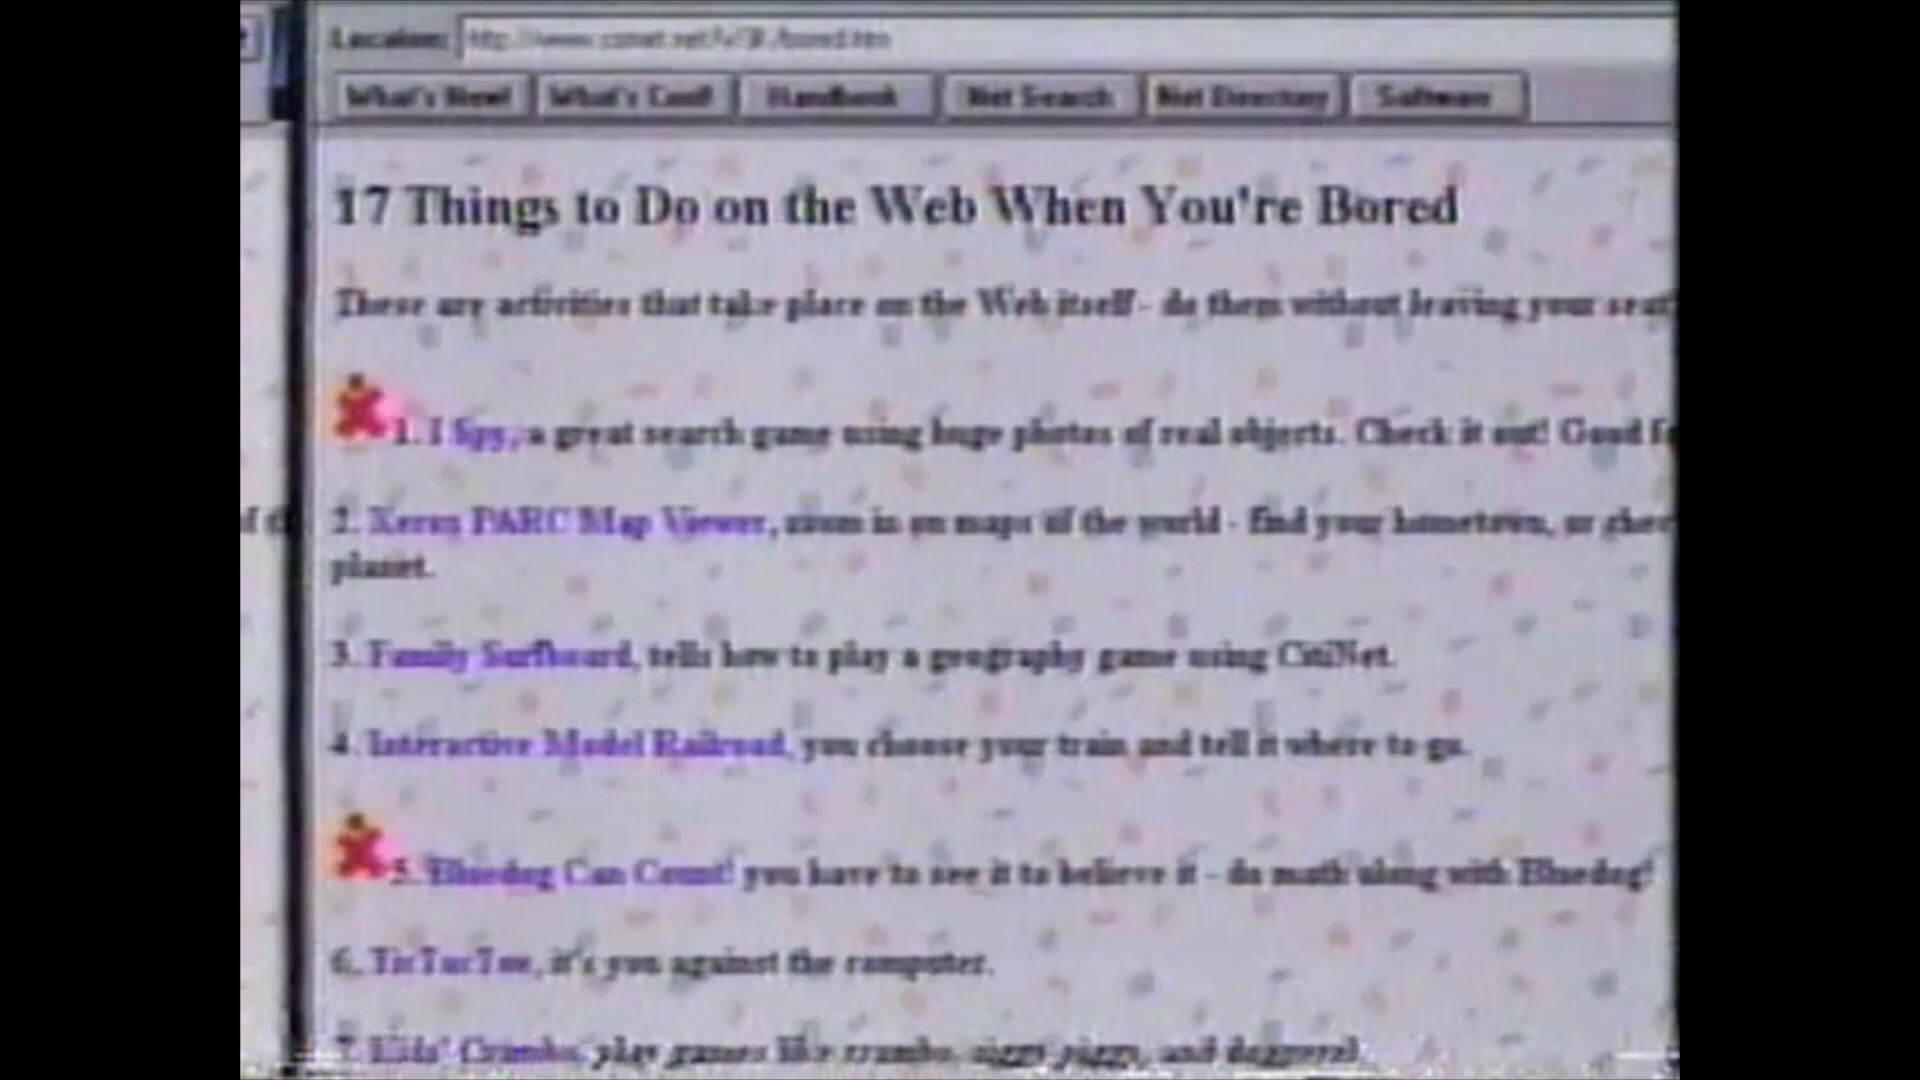 Location:
What's New! What's Cool! Handbook Net Search Net Directory Software
17 Things to Do on the Web When You're Bored
These are activities that take place on the Web itself - do them without leaving your seat
1. I Spy, a great search game using huge photos of real objects. Check it out! Good f
2. Xerox PARC Map Viewer, zoom in on maps of the world - find your hometown, or chec
planet.
3. Family Surfboard, tells how to play a geography game using CitiNet.
4. Interactive Model Railroad, you choose your train and tell it where to go.
5. Bluedog Can Count! you have to see it to believe it - do math along with Bluedog!
6. TicTacToe, it's you against the computer.
7. Kids' Crambo, play games like crambo, and doggerel.